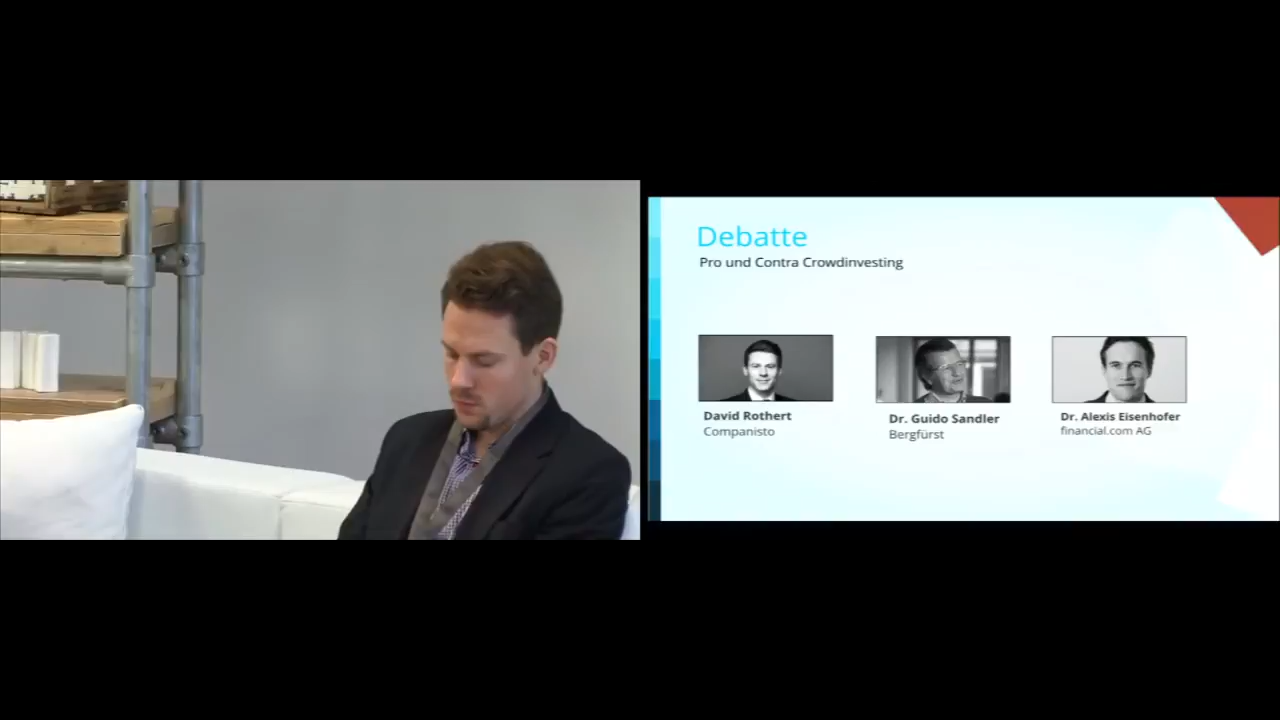 Debatte
Pro und Contra Crowdinvesting
David Rothert
Companisto
Dr. Guido Sandler
Bergfürst
Dr. Alexis Eisenhofer
financial.com AG